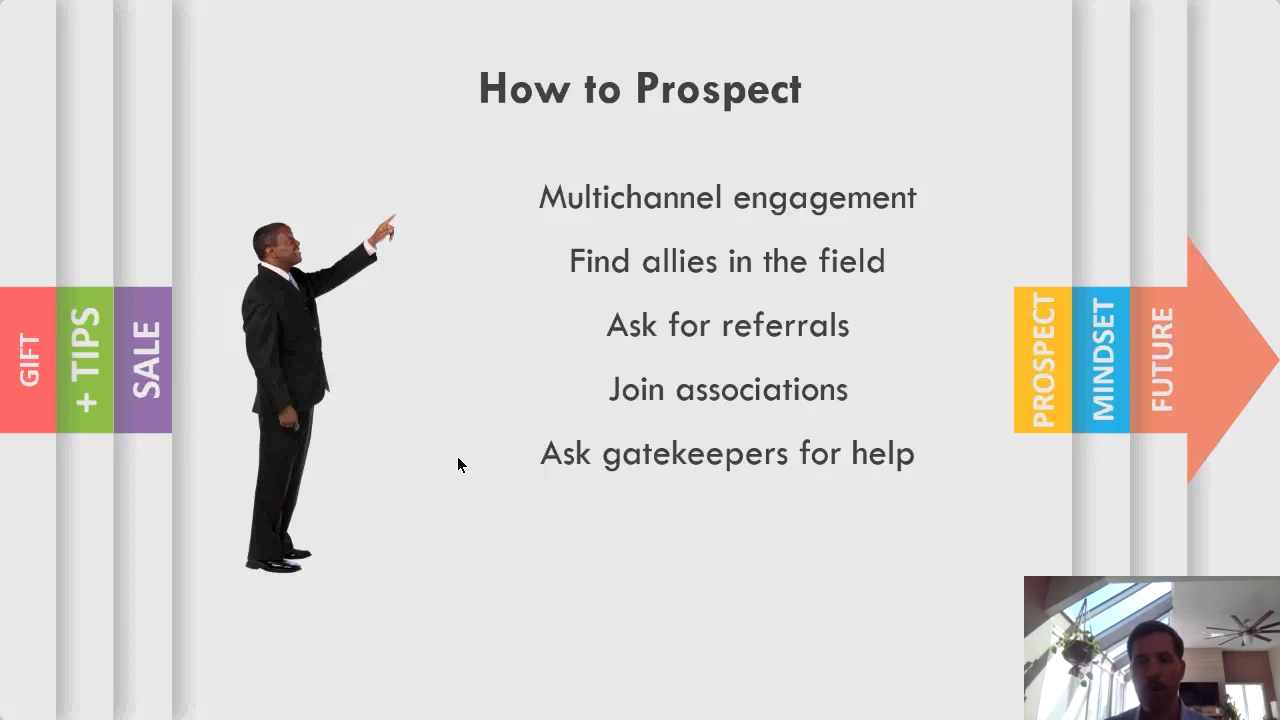 How to Prospect
Multichannel engagement
Find allies in the field
Ask for referrals
Join associations
Ask gatekeepers for help
GIFT
+ TIPS
SALE
PROSPECT
MINDSET
FUTURE